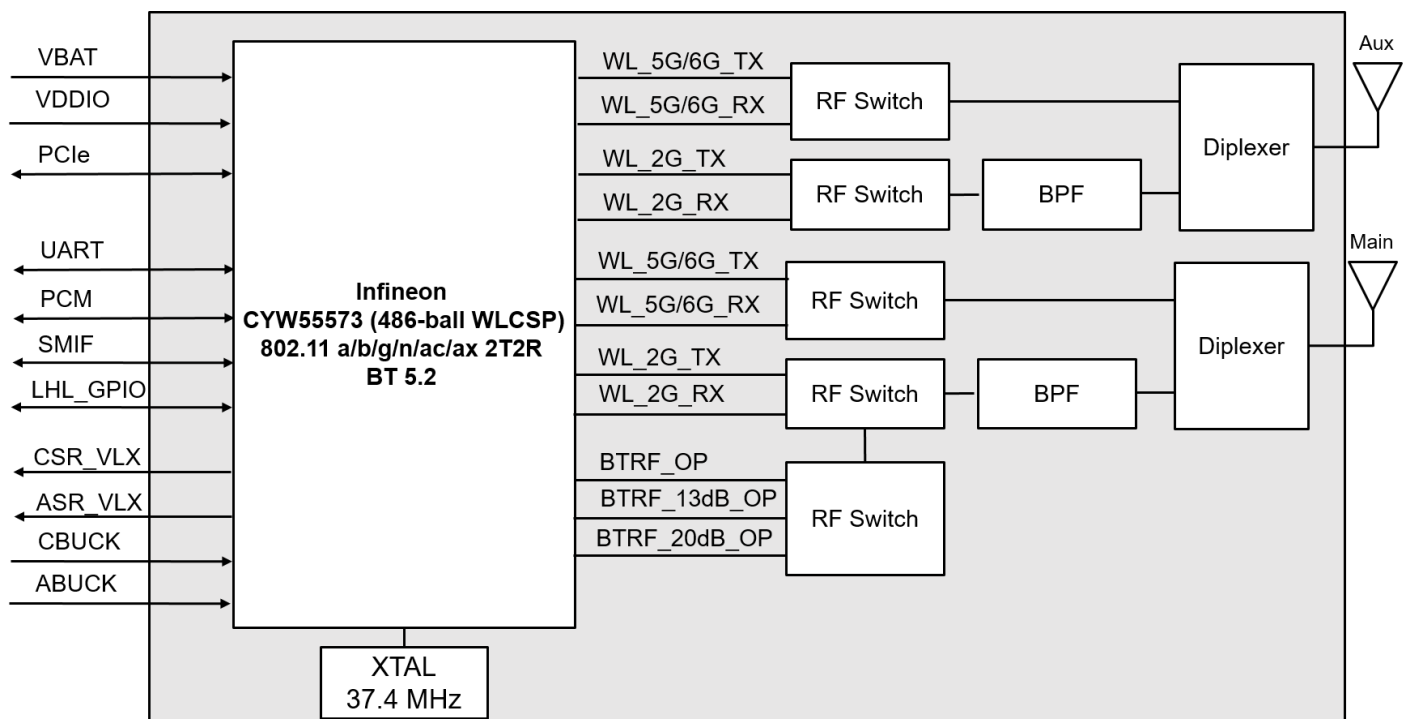 VBAT
VDDIO
PCIe
UART
PCM
SMIF
LHL_GPIO
CSR_VLX
ASR_VLX
CBUCK
ABUCK
Infineon
CYW55573 (486-ball WLCSP)
802.11 a/b/g/n/ac/ax 2T2R
BT 5.2
XTAL
37.4 MHz
WL_5G/6G_TX
WL_5G/6G_RX
WL_2G_TX
WL_2G_RX
WL_5G/6G_TX
WL_5G/6G_RX
WL_2G_TX
WL_2G_RX
BTRF_OP
BTRF_13dB_OP
BTRF_20dB_OP
RF Switch
RF Switch
RF Switch
RF Switch
RF Switch
BPF
BPF
Diplexer
Diplexer
Aux
Main